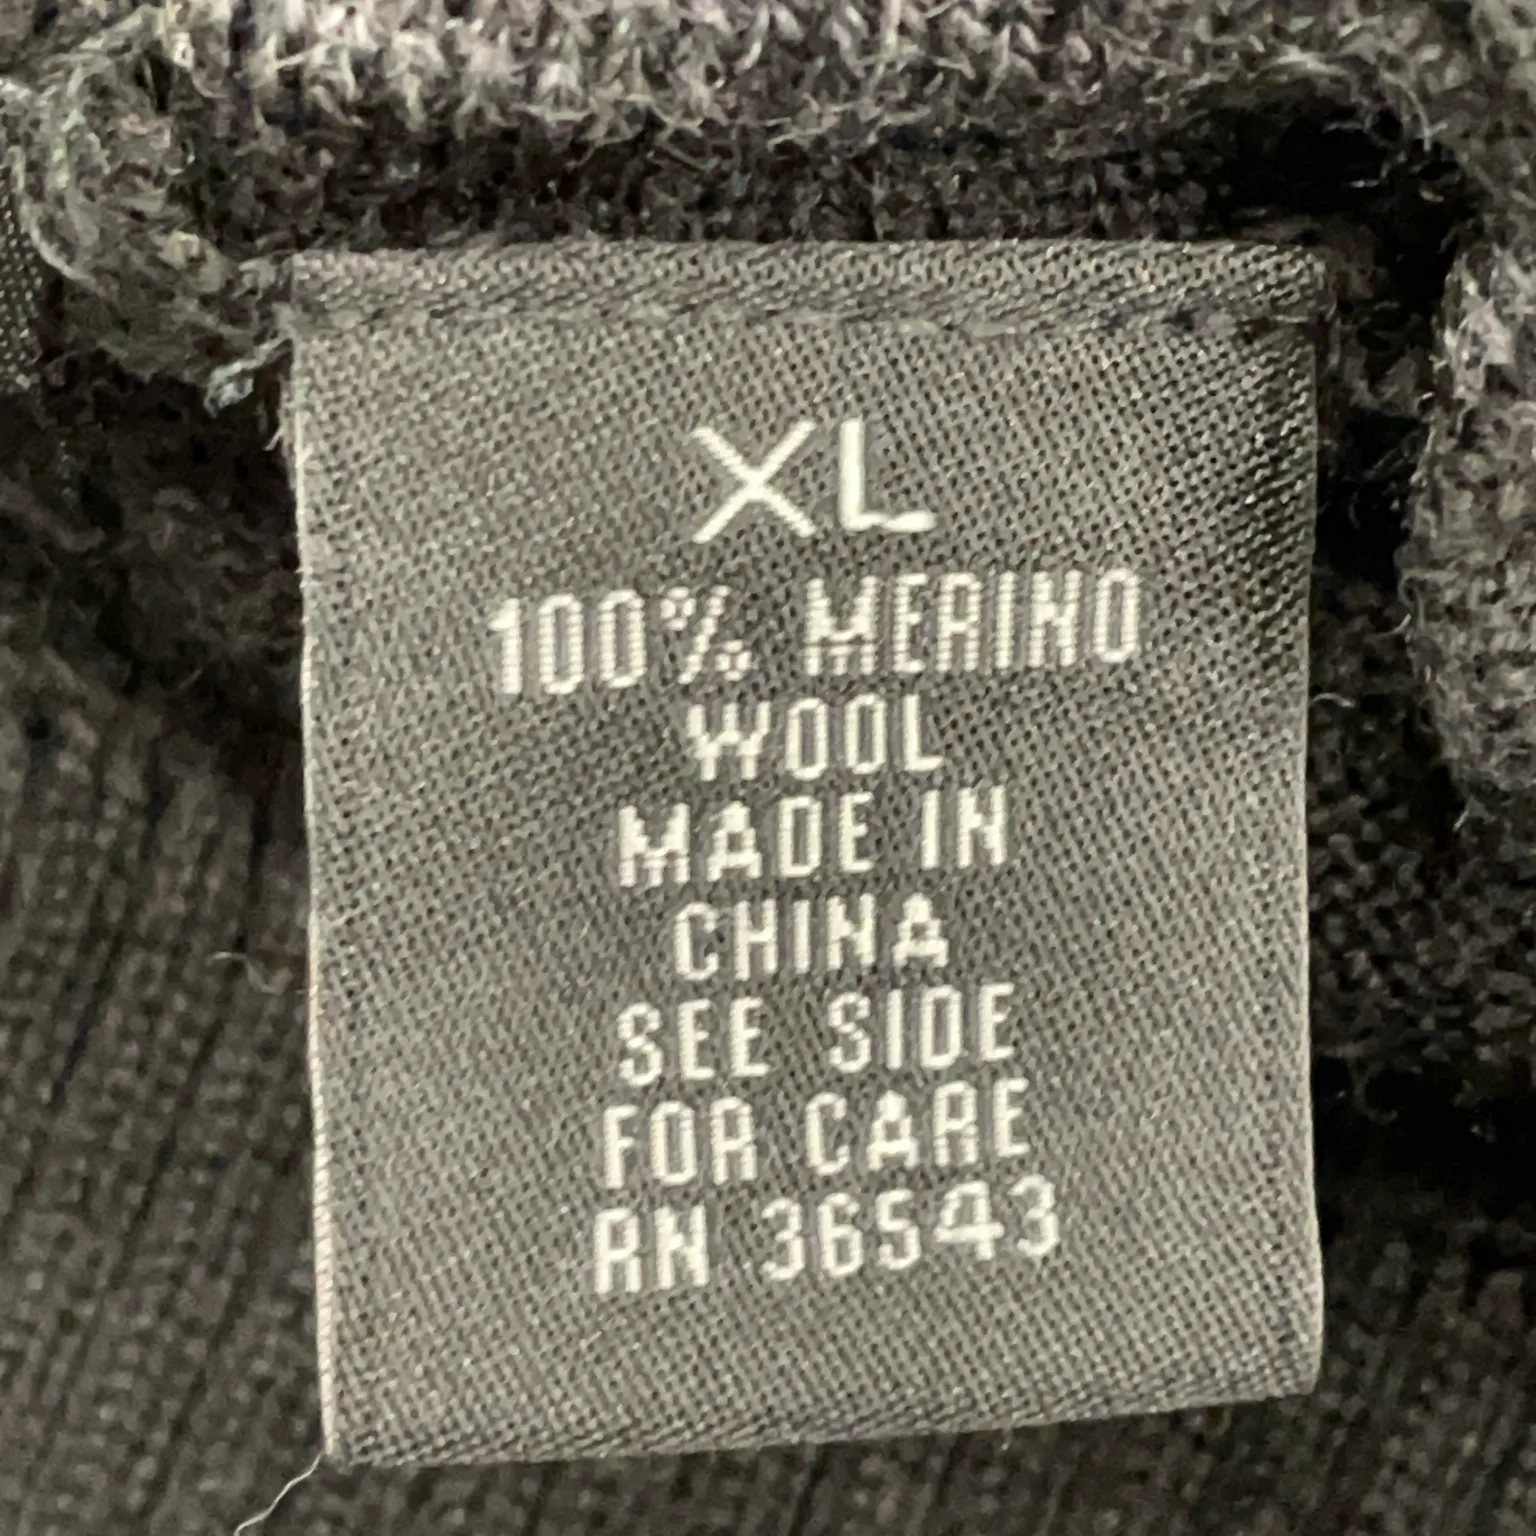 XL
100% MERINO
WOOL
MADE IN
CHINA
SEE SIDE
FOR CARE
RN 36543